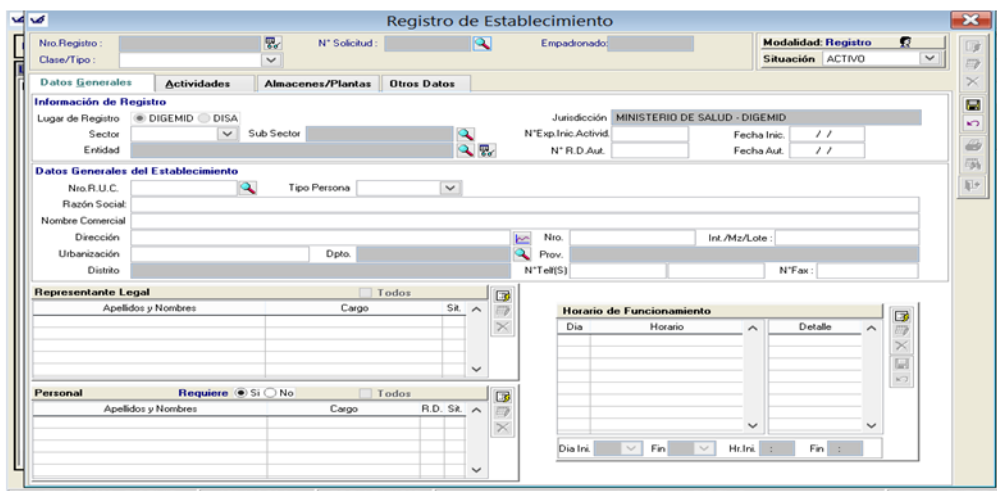 Registro de Establecimiento
Nro.Registro : N° Solicitud : Empadronado: Modalidad: Registro
Clase/Tipo : Situación ACTIVO
Datos Generales Actividades Almacenes/Plantas Otros Datos
Información de Registro
Lugar de Registro DIGEMID DISA Jurisdicción MINISTERIO DE SALUD - DIGEMID
Sector Sub Sector N°Exp.Inic.Activid. Fecha Inic. / /
Entidad N° R.D.Aut. Fecha Aut. / /
Datos Generales del Establecimiento
Nro.R.U.C. Tipo Persona
Razón Social:
Nombre Comercial
Dirección Nro. Int./Mz/Lote :
Urbanización Dpto. Prov.
Distrito N°Telf(S) N°Fax :
Representante Legal Todos
Apellidos y Nombres Cargo Sit.
Horario de Funcionamiento
Dia Horario Detalle
Personal Requiere Si No Todos
Apellidos y Nombres Cargo R.D. Sit.
Dia Ini. Fin Hr.Ini. : Fin :